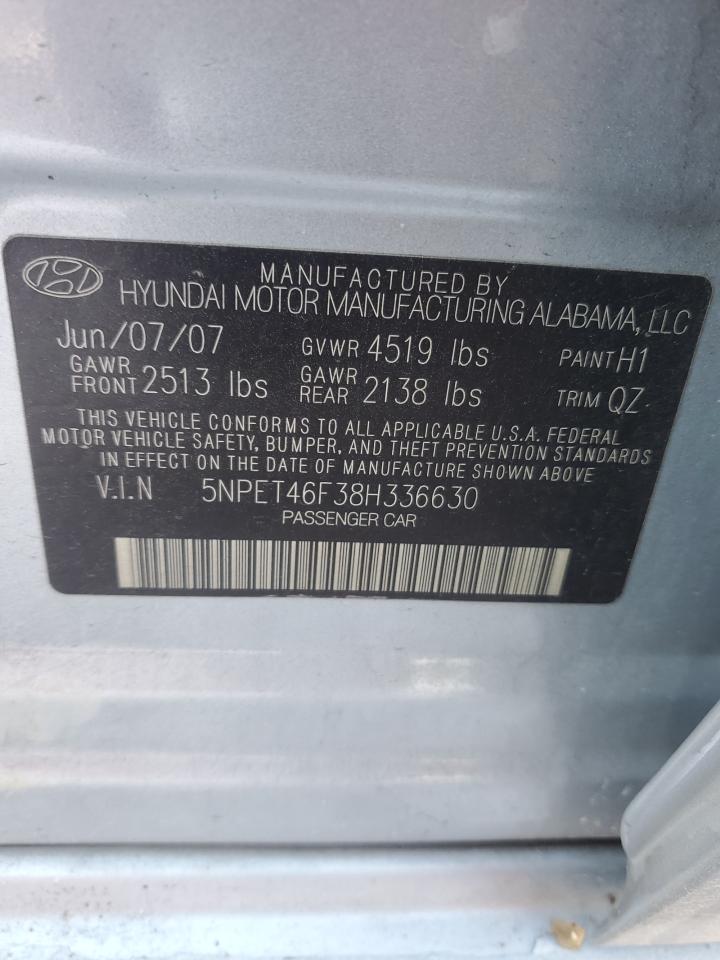 MANUFACTURED BY
HYUNDAI MOTOR MANUFACTURING ALABAMA, LLC
Jun/07/07 GVWR 4519 lbs PAINT H1
GAWR FRONT 2513 lbs GAWR REAR 2138 lbs TRIM QZ
THIS VEHICLE CONFORMS TO ALL APPLICABLE U.S.A. FEDERAL
MOTOR VEHICLE SAFETY, BUMPER, AND THEFT PREVENTION STANDARDS
IN EFFECT ON THE DATE OF MANUFACTURE SHOWN ABOVE
V.I.N 5NPET46F38H336630
PASSENGER CAR